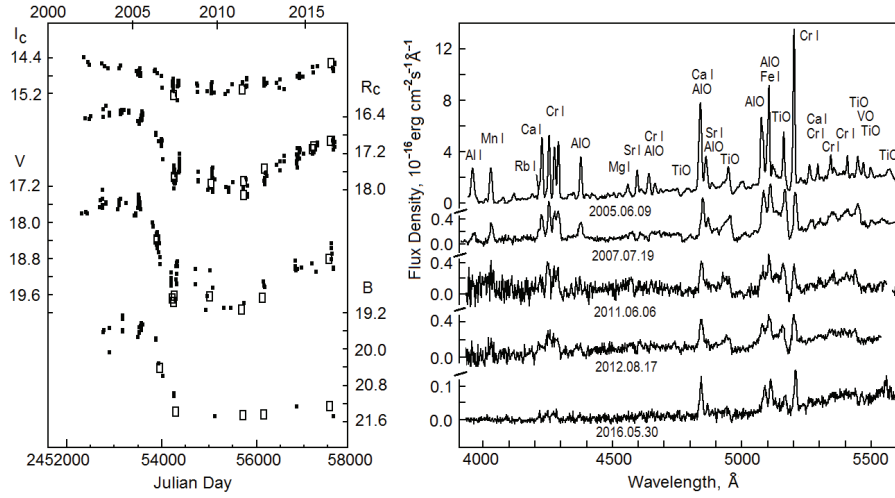 2000 2005 2010 2015
I_c
14.4
15.2
R_C
16.4
17.2
18.0
V
17.2
18.0
18.8
19.6
B
19.2
20.0
20.8
21.6
2452000 54000 56000 58000
Julian Day
Flux Density, 10⁻¹⁶erg cm⁻²s⁻¹Å⁻¹
12
8
4
0
0.4
0.0
0.4
0.0
0.4
0.0
0.1
0.0
Al I
Mn I
Rb I
Ca I
Cr I
AlO
Mg I
Sr I
Cr I
AlO
TiO
Ca I
AlO
Sr I
AlO
TiO
AlO
AlO
Fe I
TiO
Cr I
Ca I
Cr I
Cr I
Cr I
TiO
VO
TiO
TiO
2005.06.09
2007.07.19
2011.06.06
2012.08.17
2016.05.30
4000 4500 5000 5500
Wavelength, Å